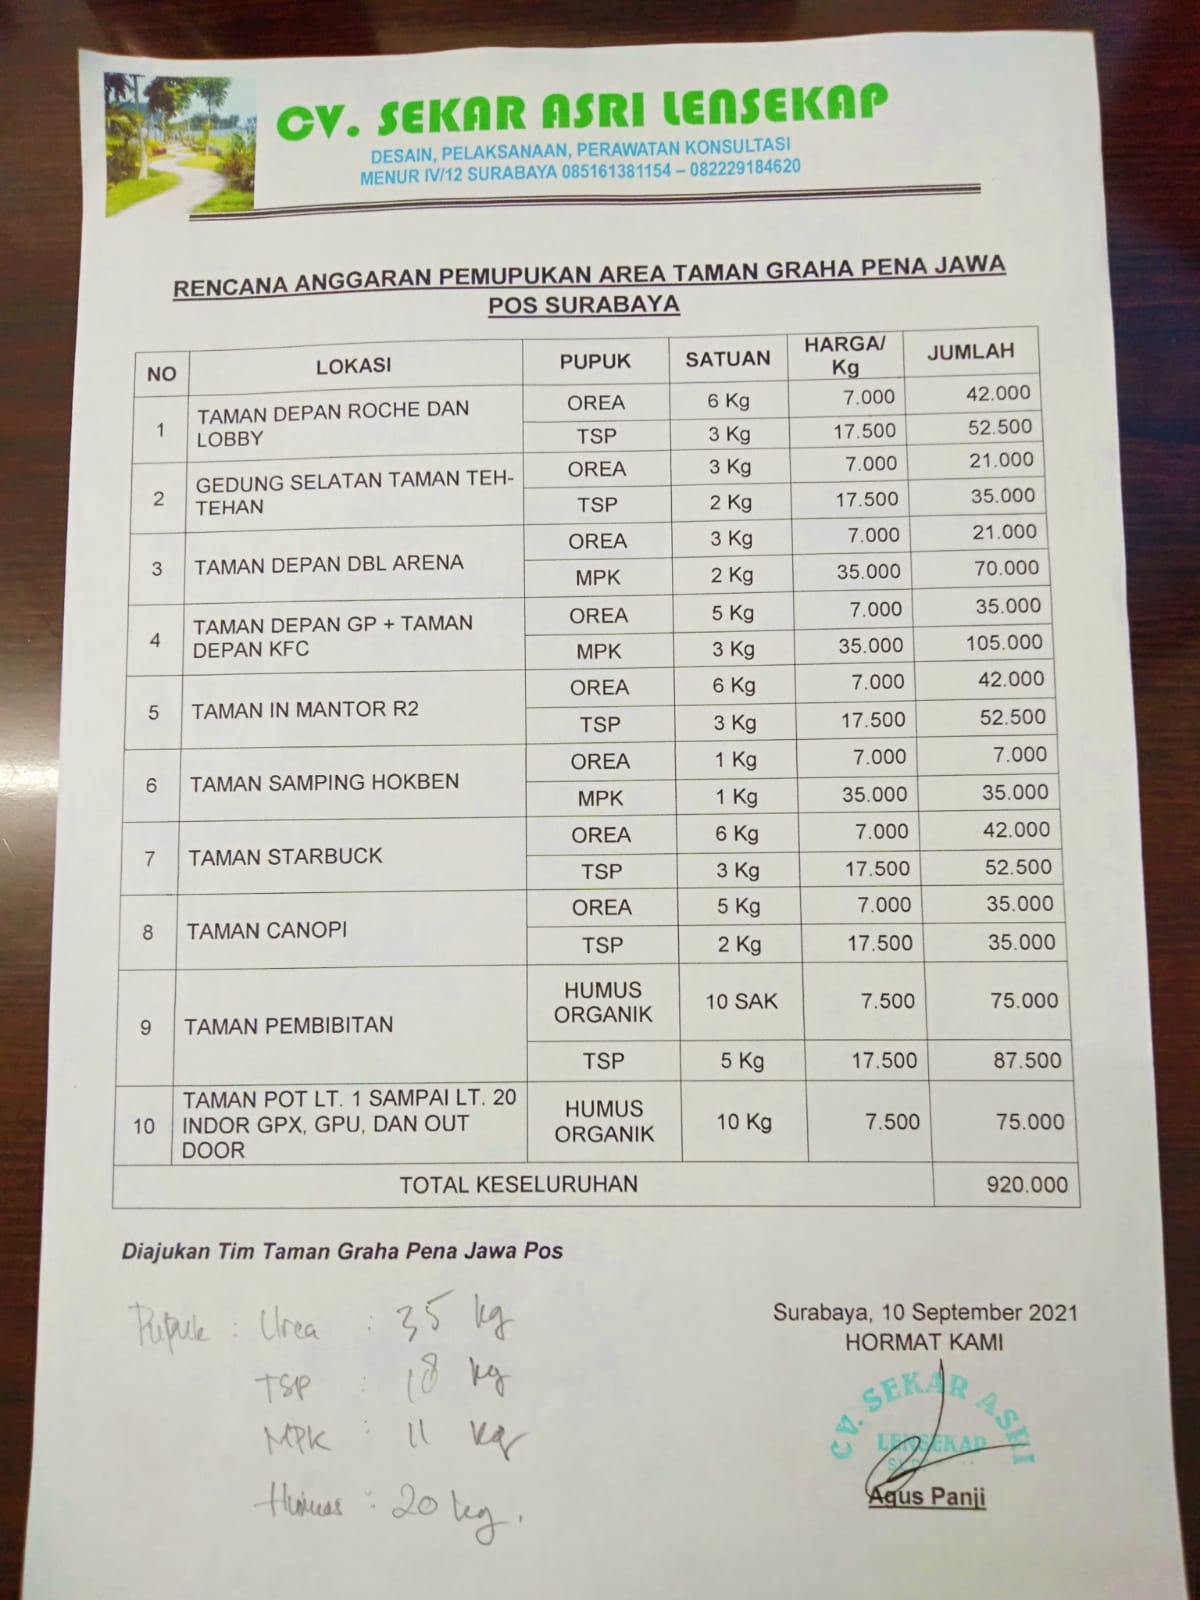 CV. SEKAR ASRI LENSEKAP
DESAIN, PELAKSANAAN, PERAWATAN KONSULTASI
MENUR IV/12 SURABAYA 085161381154 – 082229184620
RENCANA ANGGARAN PEMUPUKAN AREA TAMAN GRAHA PENA JAWA
POS SURABAYA
NO LOKASI PUPUK SATUAN HARGA/ Kg JUMLAH
1 TAMAN DEPAN ROCHE DAN LOBBY OREA 6 Kg 7.000 42.000
TSP 3 Kg 17.500 52.500
2 GEDUNG SELATAN TAMAN TEH-TEHAN OREA 3 Kg 7.000 21.000
TSP 2 Kg 17.500 35.000
3 TAMAN DEPAN DBL ARENA OREA 3 Kg 7.000 21.000
MPK 2 Kg 35.000 70.000
4 TAMAN DEPAN GP + TAMAN DEPAN KFC OREA 5 Kg 7.000 35.000
MPK 3 Kg 35.000 105.000
5 TAMAN IN MANTOR R2 OREA 6 Kg 7.000 42.000
TSP 3 Kg 17.500 52.500
6 TAMAN SAMPING HOKBEN OREA 1 Kg 7.000 7.000
MPK 1 Kg 35.000 35.000
7 TAMAN STARBUCK OREA 6 Kg 7.000 42.000
TSP 3 Kg 17.500 52.500
8 TAMAN CANOPI OREA 5 Kg 7.000 35.000
TSP 2 Kg 17.500 35.000
9 TAMAN PEMBIBITAN HUMUS ORGANIK 10 SAK 7.500 75.000
TSP 5 Kg 17.500 87.500
10 TAMAN POT LT. 1 SAMPAI LT. 20 INDOR GPX, GPU, DAN OUT DOOR HUMUS ORGANIK 10 Kg 7.500 75.000
TOTAL KESELURUHAN 920.000
Diajukan Tim Taman Graha Pena Jawa Pos
Pupuk : Urea : 35 kg
TSP : 18 kg
MPK : 11 kg
Humus : 20 kg.
Surabaya, 10 September 2021
HORMAT KAMI
CV. SEKAR ASRI
LENSEKAP
Agus Panji